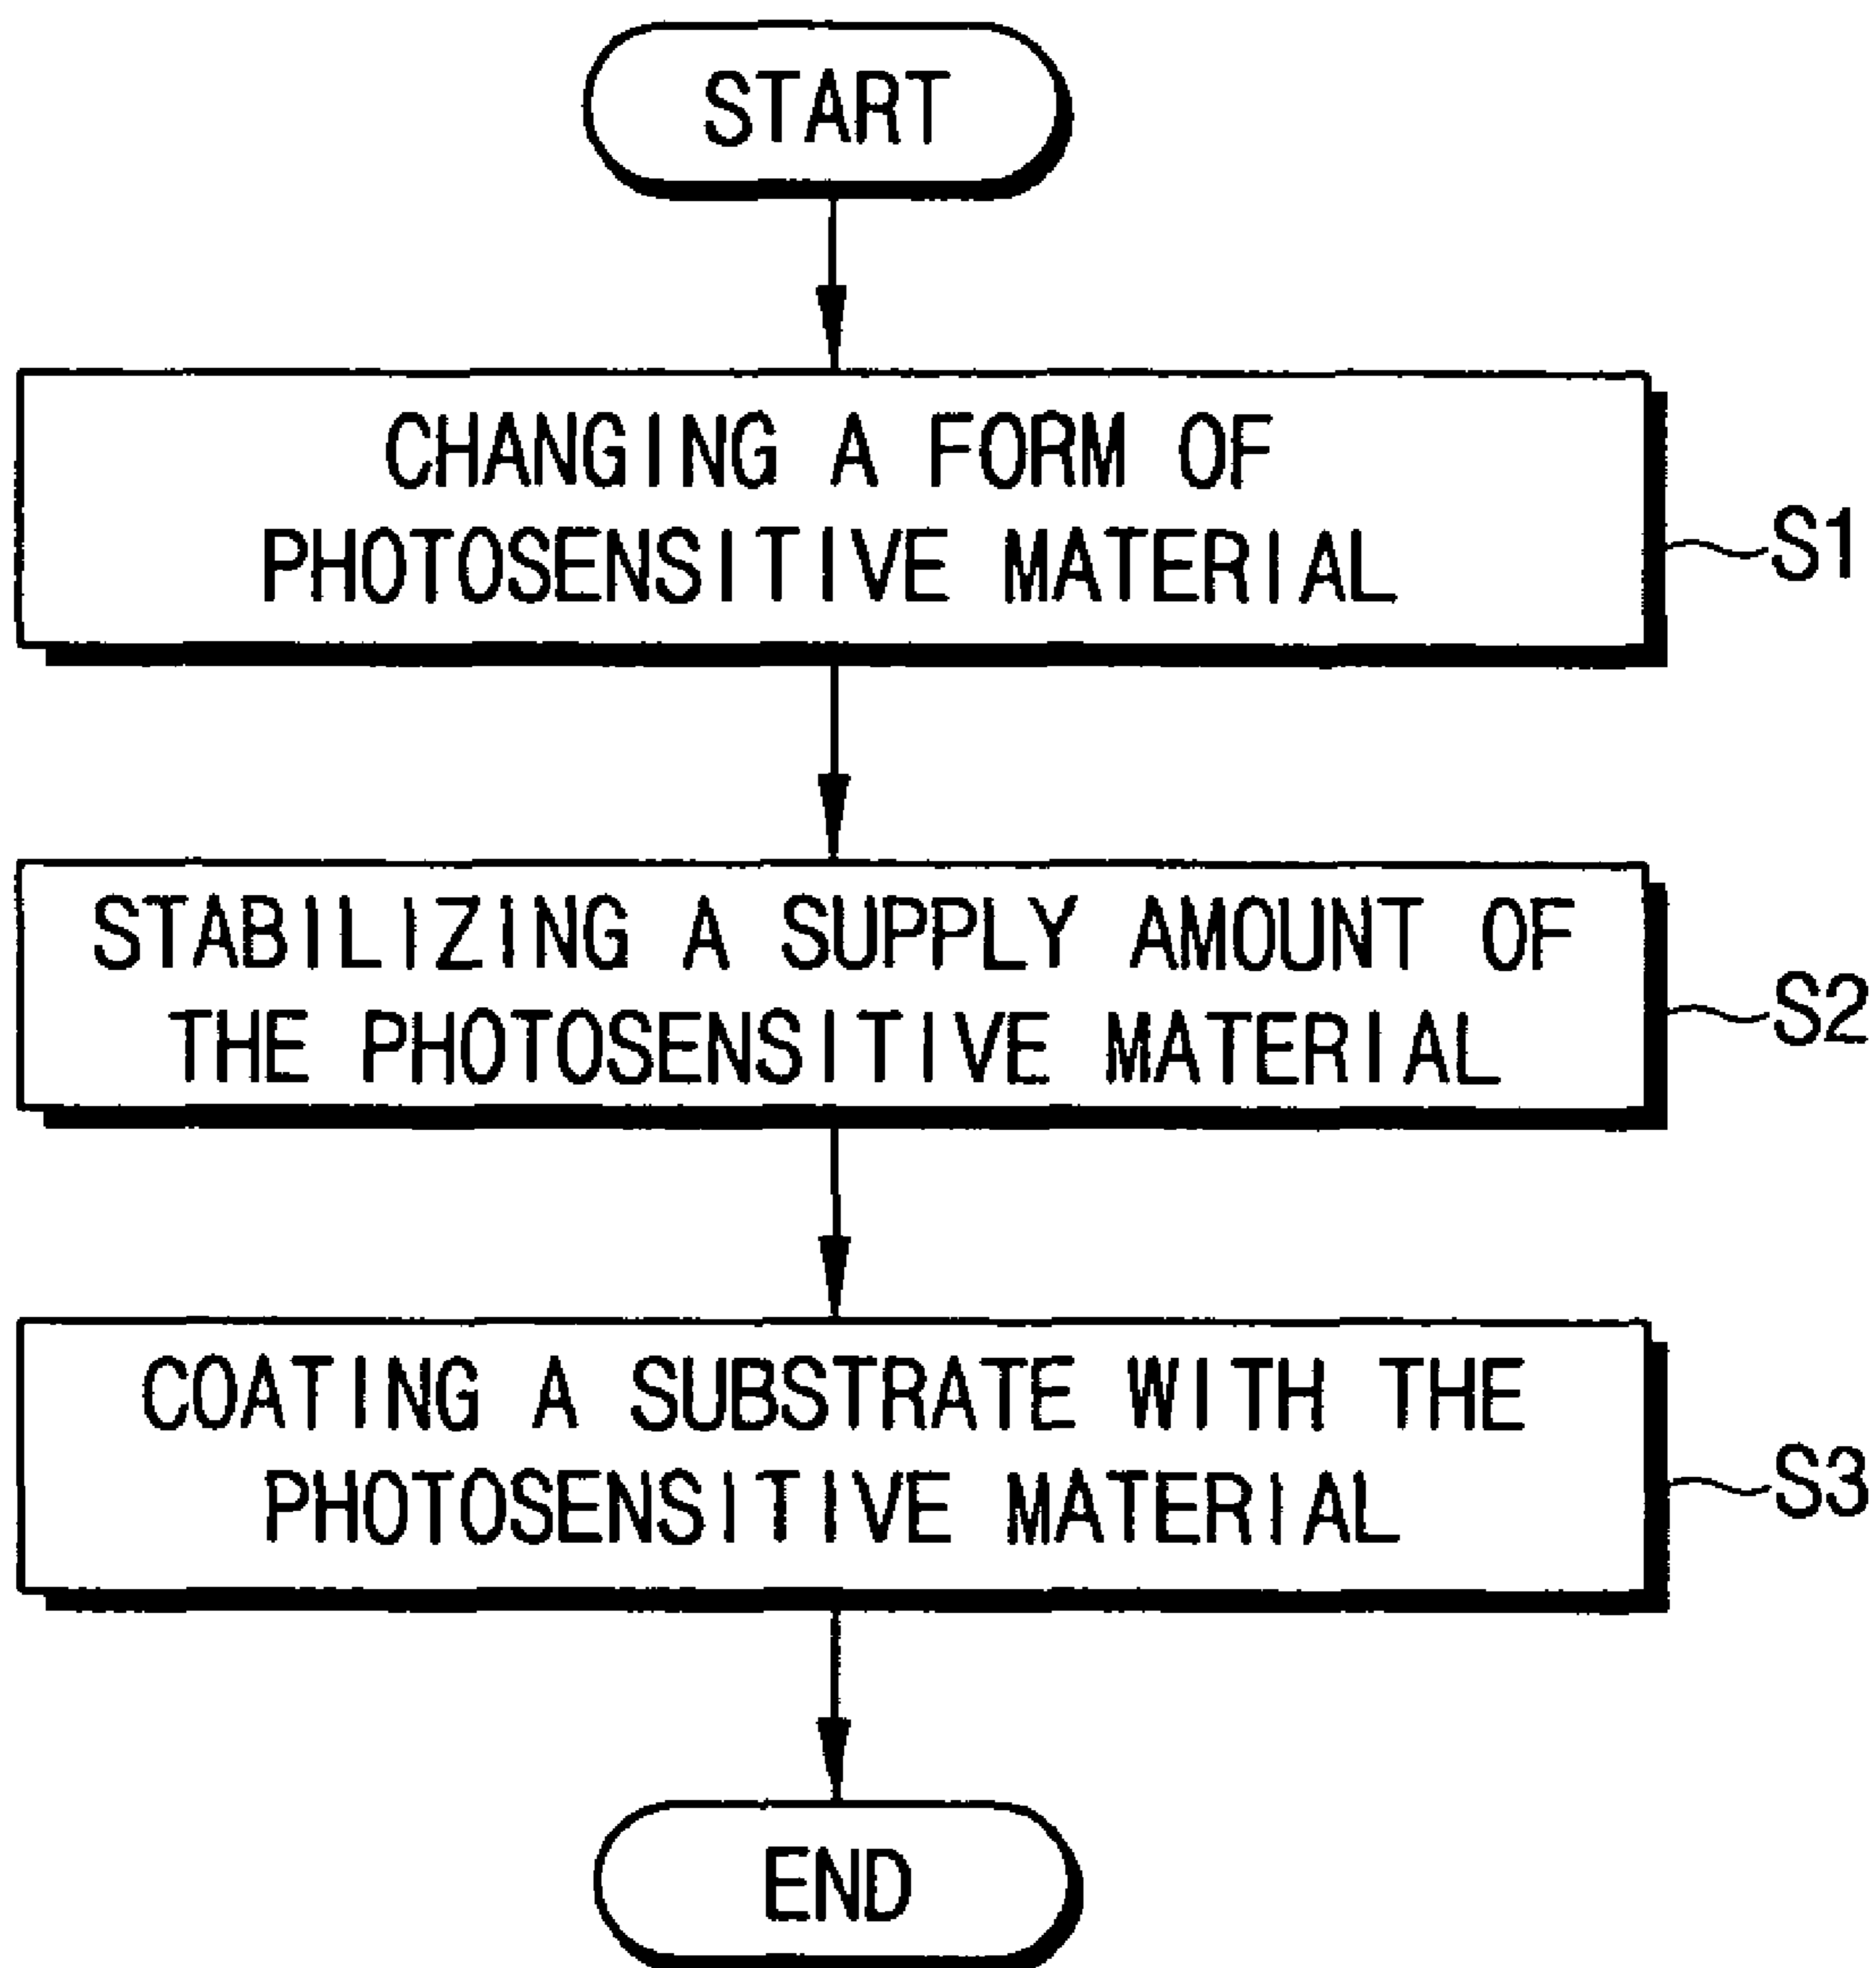 START
CHANGING A FORM OF
PHOTOSENSITIVE MATERIAL
S1
STABILIZING A SUPPLY AMOUNT OF
THE PHOTOSENSITIVE MATERIAL
S2
COATING A SUBSTRATE WITH THE
PHOTOSENSITIVE MATERIAL
S3
END